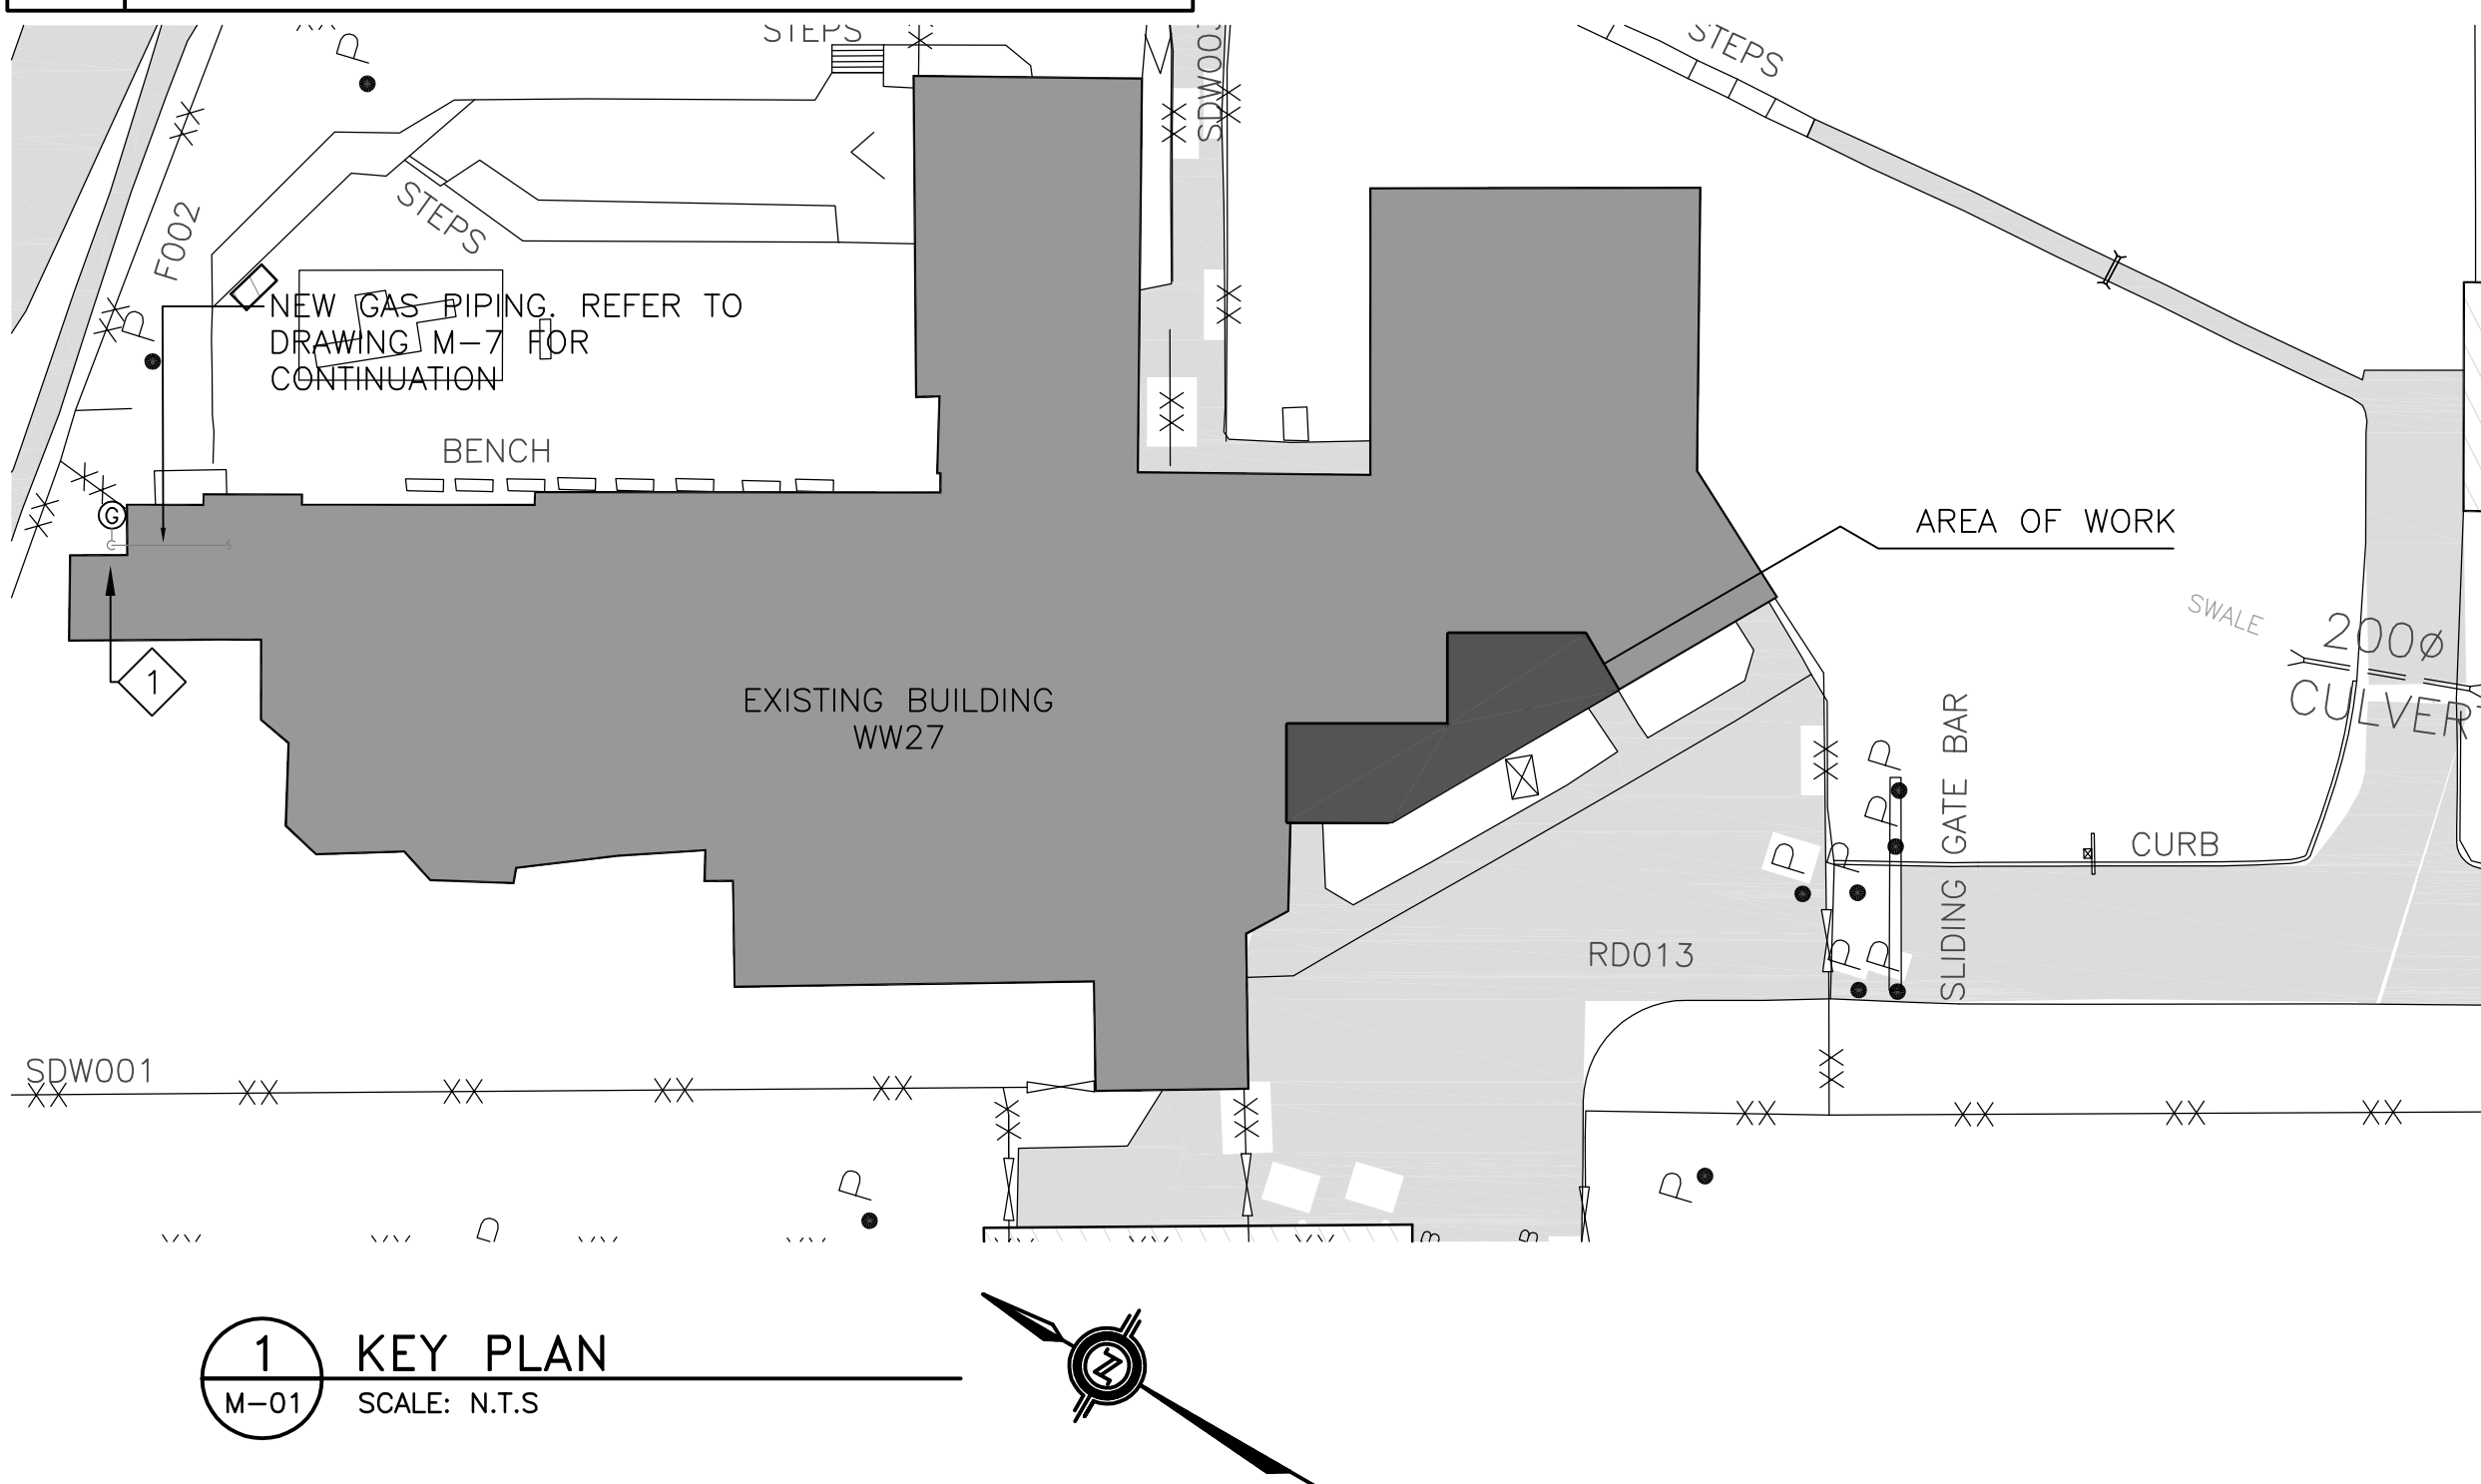 STEPS
STEPS
P
SDW003
F002
STEPS
P
NEW GAS PIPING. REFER TO
DRAWING M-7 FOR
CONTINUATION
BENCH
G
AREA OF WORK
SWALE
200ø
CULVERT
1
EXISTING BUILDING
WW27
SLIDING GATE BAR
P
P
P
P
CURB
RD013
P
P
SDW001
P
P
1
M-01
KEY PLAN
SCALE: N.T.S